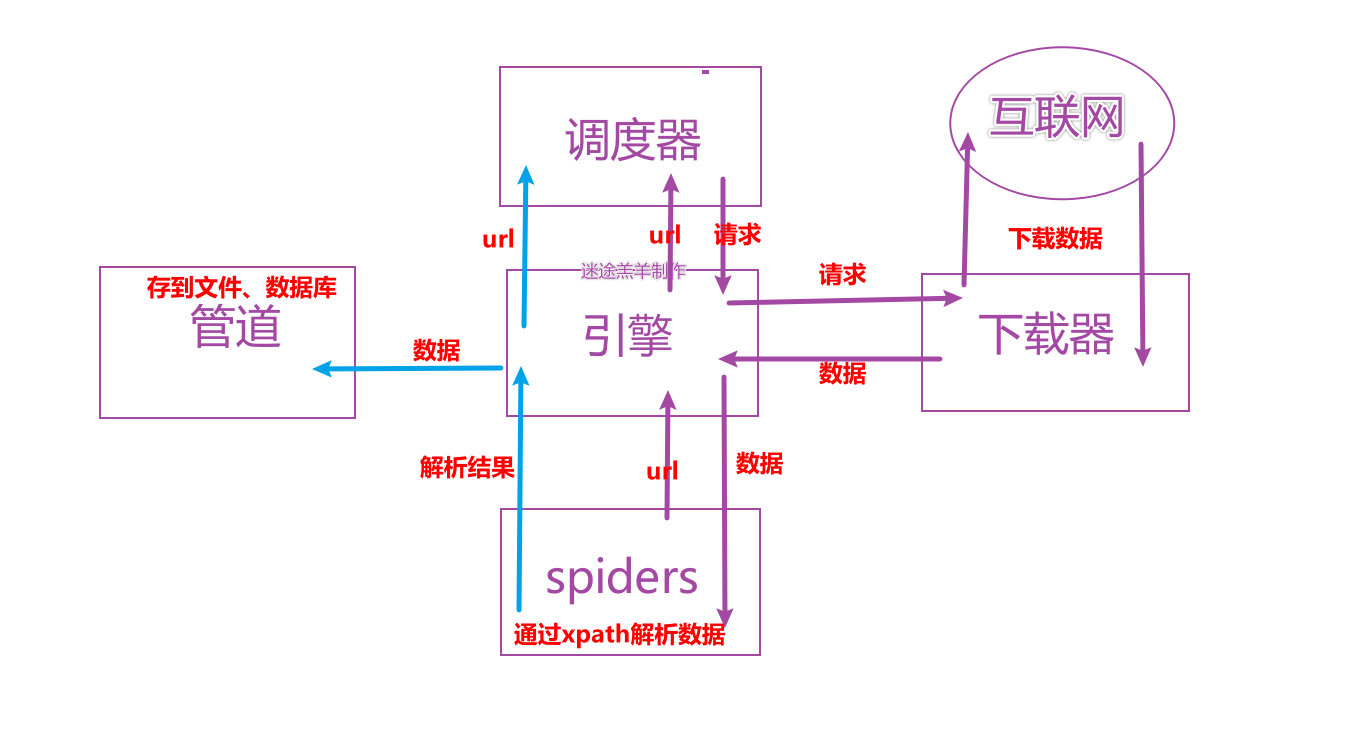 调度器
互联网
url
url
请求
下载数据
迷途羔羊制作
存到文件、数据库
管道
请求
引擎
下载器
数据
数据
解析结果
url
数据
spiders
通过xpath解析数据